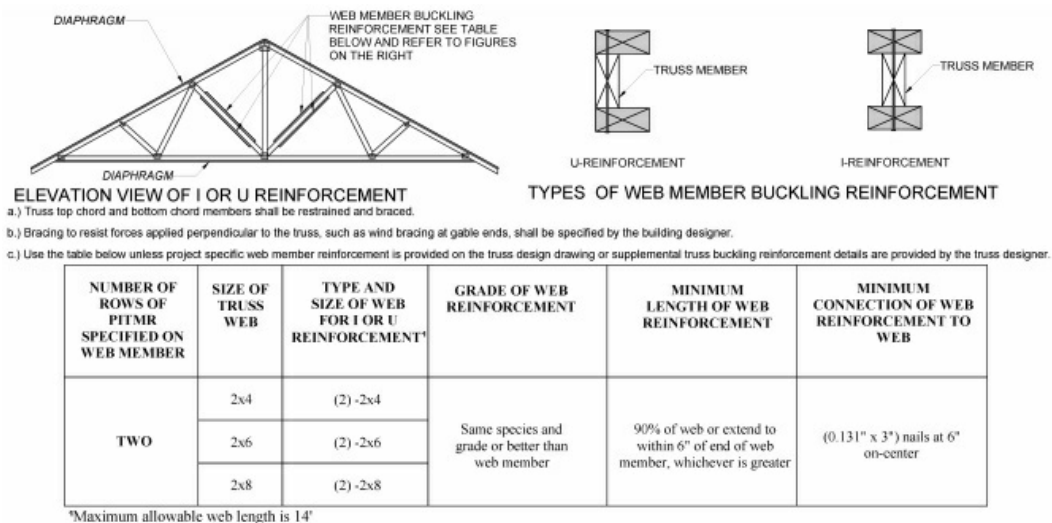 DIAPHRAGM
WEB MEMBER BUCKLING
REINFORCEMENT SEE TABLE
BELOW AND REFER TO FIGURES
ON THE RIGHT
DIAPHRAGM
ELEVATION VIEW OF I OR U REINFORCEMENT
TRUSS MEMBER
TRUSS MEMBER
U-REINFORCEMENT
I-REINFORCEMENT
TYPES OF WEB MEMBER BUCKLING REINFORCEMENT
a.) Truss top chord and bottom chord members shall be restrained and braced.
b.) Bracing to resist forces applied perpendicular to the truss, such as wind bracing at gable ends, shall be specified by the building designer.
c.) Use the table below unless project specific web member reinforcement is provided on the truss design drawing or supplemental truss buckling reinforcement details are provided by the truss designer.
NUMBER OF
ROWS OF
PITMR
SPECIFIED ON
WEB MEMBER
SIZE OF
TRUSS
WEB
TYPE AND
SIZE OF WEB
FOR I OR U
REINFORCEMENT¶
GRADE OF WEB
REINFORCEMENT
MINIMUM
LENGTH OF WEB
REINFORCEMENT
MINIMUM
CONNECTION OF WEB
REINFORCEMENT TO
WEB
TWO
2x4
(2) -2x4
2x6
(2) -2x6
2x8
(2) -2x8
Same species and
grade or better than
web member
90% of web or extend to
within 6" of end of web
member, whichever is greater
(0.131" x 3") nails at 6"
on-center
¶Maximum allowable web length is 14'